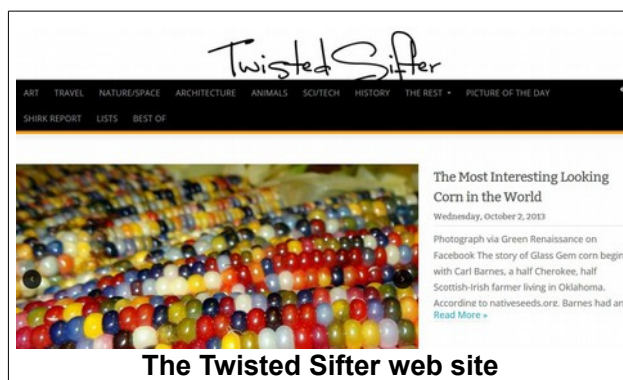 Twisted Sifter
ART TRAVEL NATURE/SPACE ARCHITECTURE ANIMALS SCI/TECH HISTORY THE REST PICTURE OF THE DAY
SHIRK REPORT LISTS BEST OF
The Most Interesting Looking
Corn in the World
Wednesday, October 2, 2013
Photograph via Green Renaissance on
Facebook The story of Glass Gem corn begin
with Carl Barnes, a half Cherokee, half
Scottish-Irish farmer living in Oklahoma.
According to nativeseeds.org, Barnes had an
Read More »
The Twisted Sifter web site